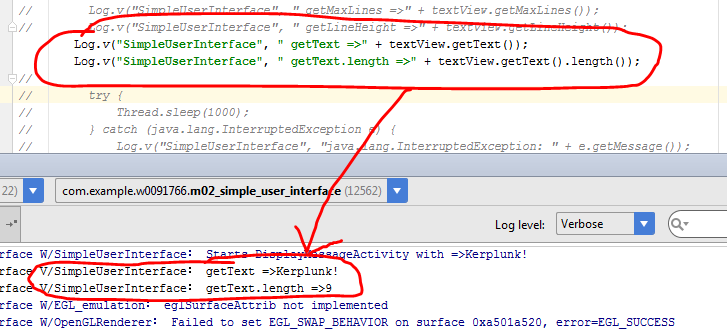 //        Log.v("SimpleUserInterface", " getMaxLines =>" + textView.getMaxLines());
//        Log.v("SimpleUserInterface", " getLineHeight =>" + textView.getLineHeight());
Log.v("SimpleUserInterface", " getText =>" + textView.getText());
Log.v("SimpleUserInterface", " getText.length =>" + textView.getText().length());
//
//        try {
//            Thread.sleep(1000);
//        } catch (java.lang.InterruptedException e) {
//            Log.v("SimpleUserInterface", "java.lang.InterruptedException: " + e.getMessage());
22) com.example.w0091766.m02_simple_user_interface (12562)
Log level: Verbose
rface W/SimpleUserInterface: Starts DisplayMessageActivity with =>Kerplunk!
rface V/SimpleUserInterface: getText =>Kerplunk!
rface V/SimpleUserInterface: getText.length =>9
rface W/EGL_emulation: eglSurfaceAttrib not implemented
rface W/OpenGLRenderer: Failed to set EGL_SWAP_BEHAVIOR on surface 0xa501a520, error=EGL_SUCCESS